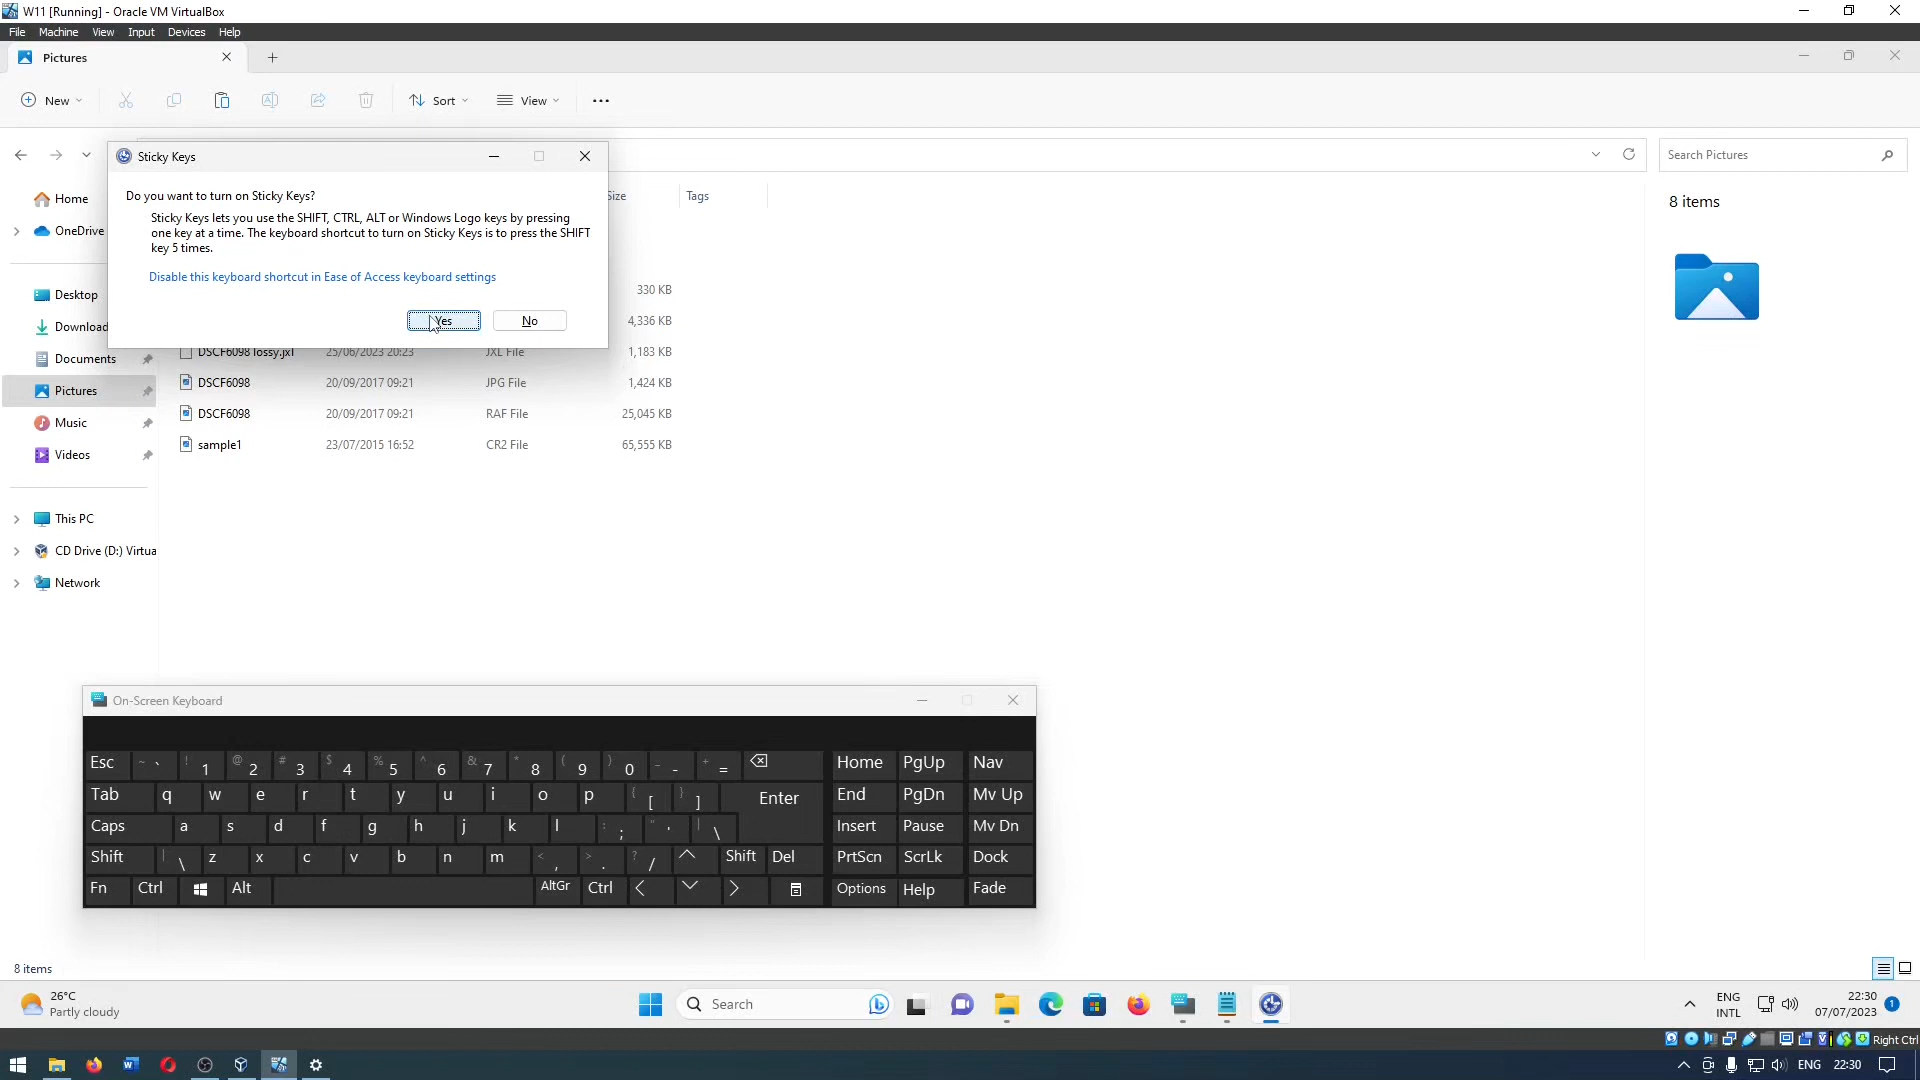 W11 [Running] - Oracle VM VirtualBox
File Machine View Input Devices Help
Pictures
New Sort View
Search Pictures
Sticky Keys
Do you want to turn on Sticky Keys?
Sticky Keys lets you use the SHIFT, CTRL, ALT or Windows Logo keys by pressing
one key at a time. The keyboard shortcut to turn on Sticky Keys is to press the SHIFT
key 5 times.
Disable this keyboard shortcut in Ease of Access keyboard settings
Yes No
Size Tags
8 items
Home
OneDrive
Desktop
Download
Documents
Pictures
Music
Videos
This PC
CD Drive (D:) Virtua
Network
330 KB
4,336 KB
DSCF6098 lossy.jxl 25/06/2023 20:23 JXL File 1,183 KB
DSCF6098 20/09/2017 09:21 JPG File 1,424 KB
DSCF6098 20/09/2017 09:21 RAF File 25,045 KB
sample1 23/07/2015 16:52 CR2 File 65,555 KB
On-Screen Keyboard
Esc ~ ` ! 1 @ 2 # 3 $ 4 % 5 ^ 6 & 7 * 8 ( 9 ) 0 _ - + = Home PgUp Nav
Tab q w e r t y u i o p { [ } ] Enter End PgDn Mv Up
Caps a s d f g h j k l : ; " ' | \ Insert Pause Mv Dn
Shift | \ z x c v b n m < , > . ? / Shift Del PrtScn ScrLk Dock
Fn Ctrl Alt AltGr Ctrl Options Help Fade
8 items
26°C
Partly cloudy
Search
ENG
INTL
22:30
07/07/2023
1
Right Ctrl
ENG 22:30